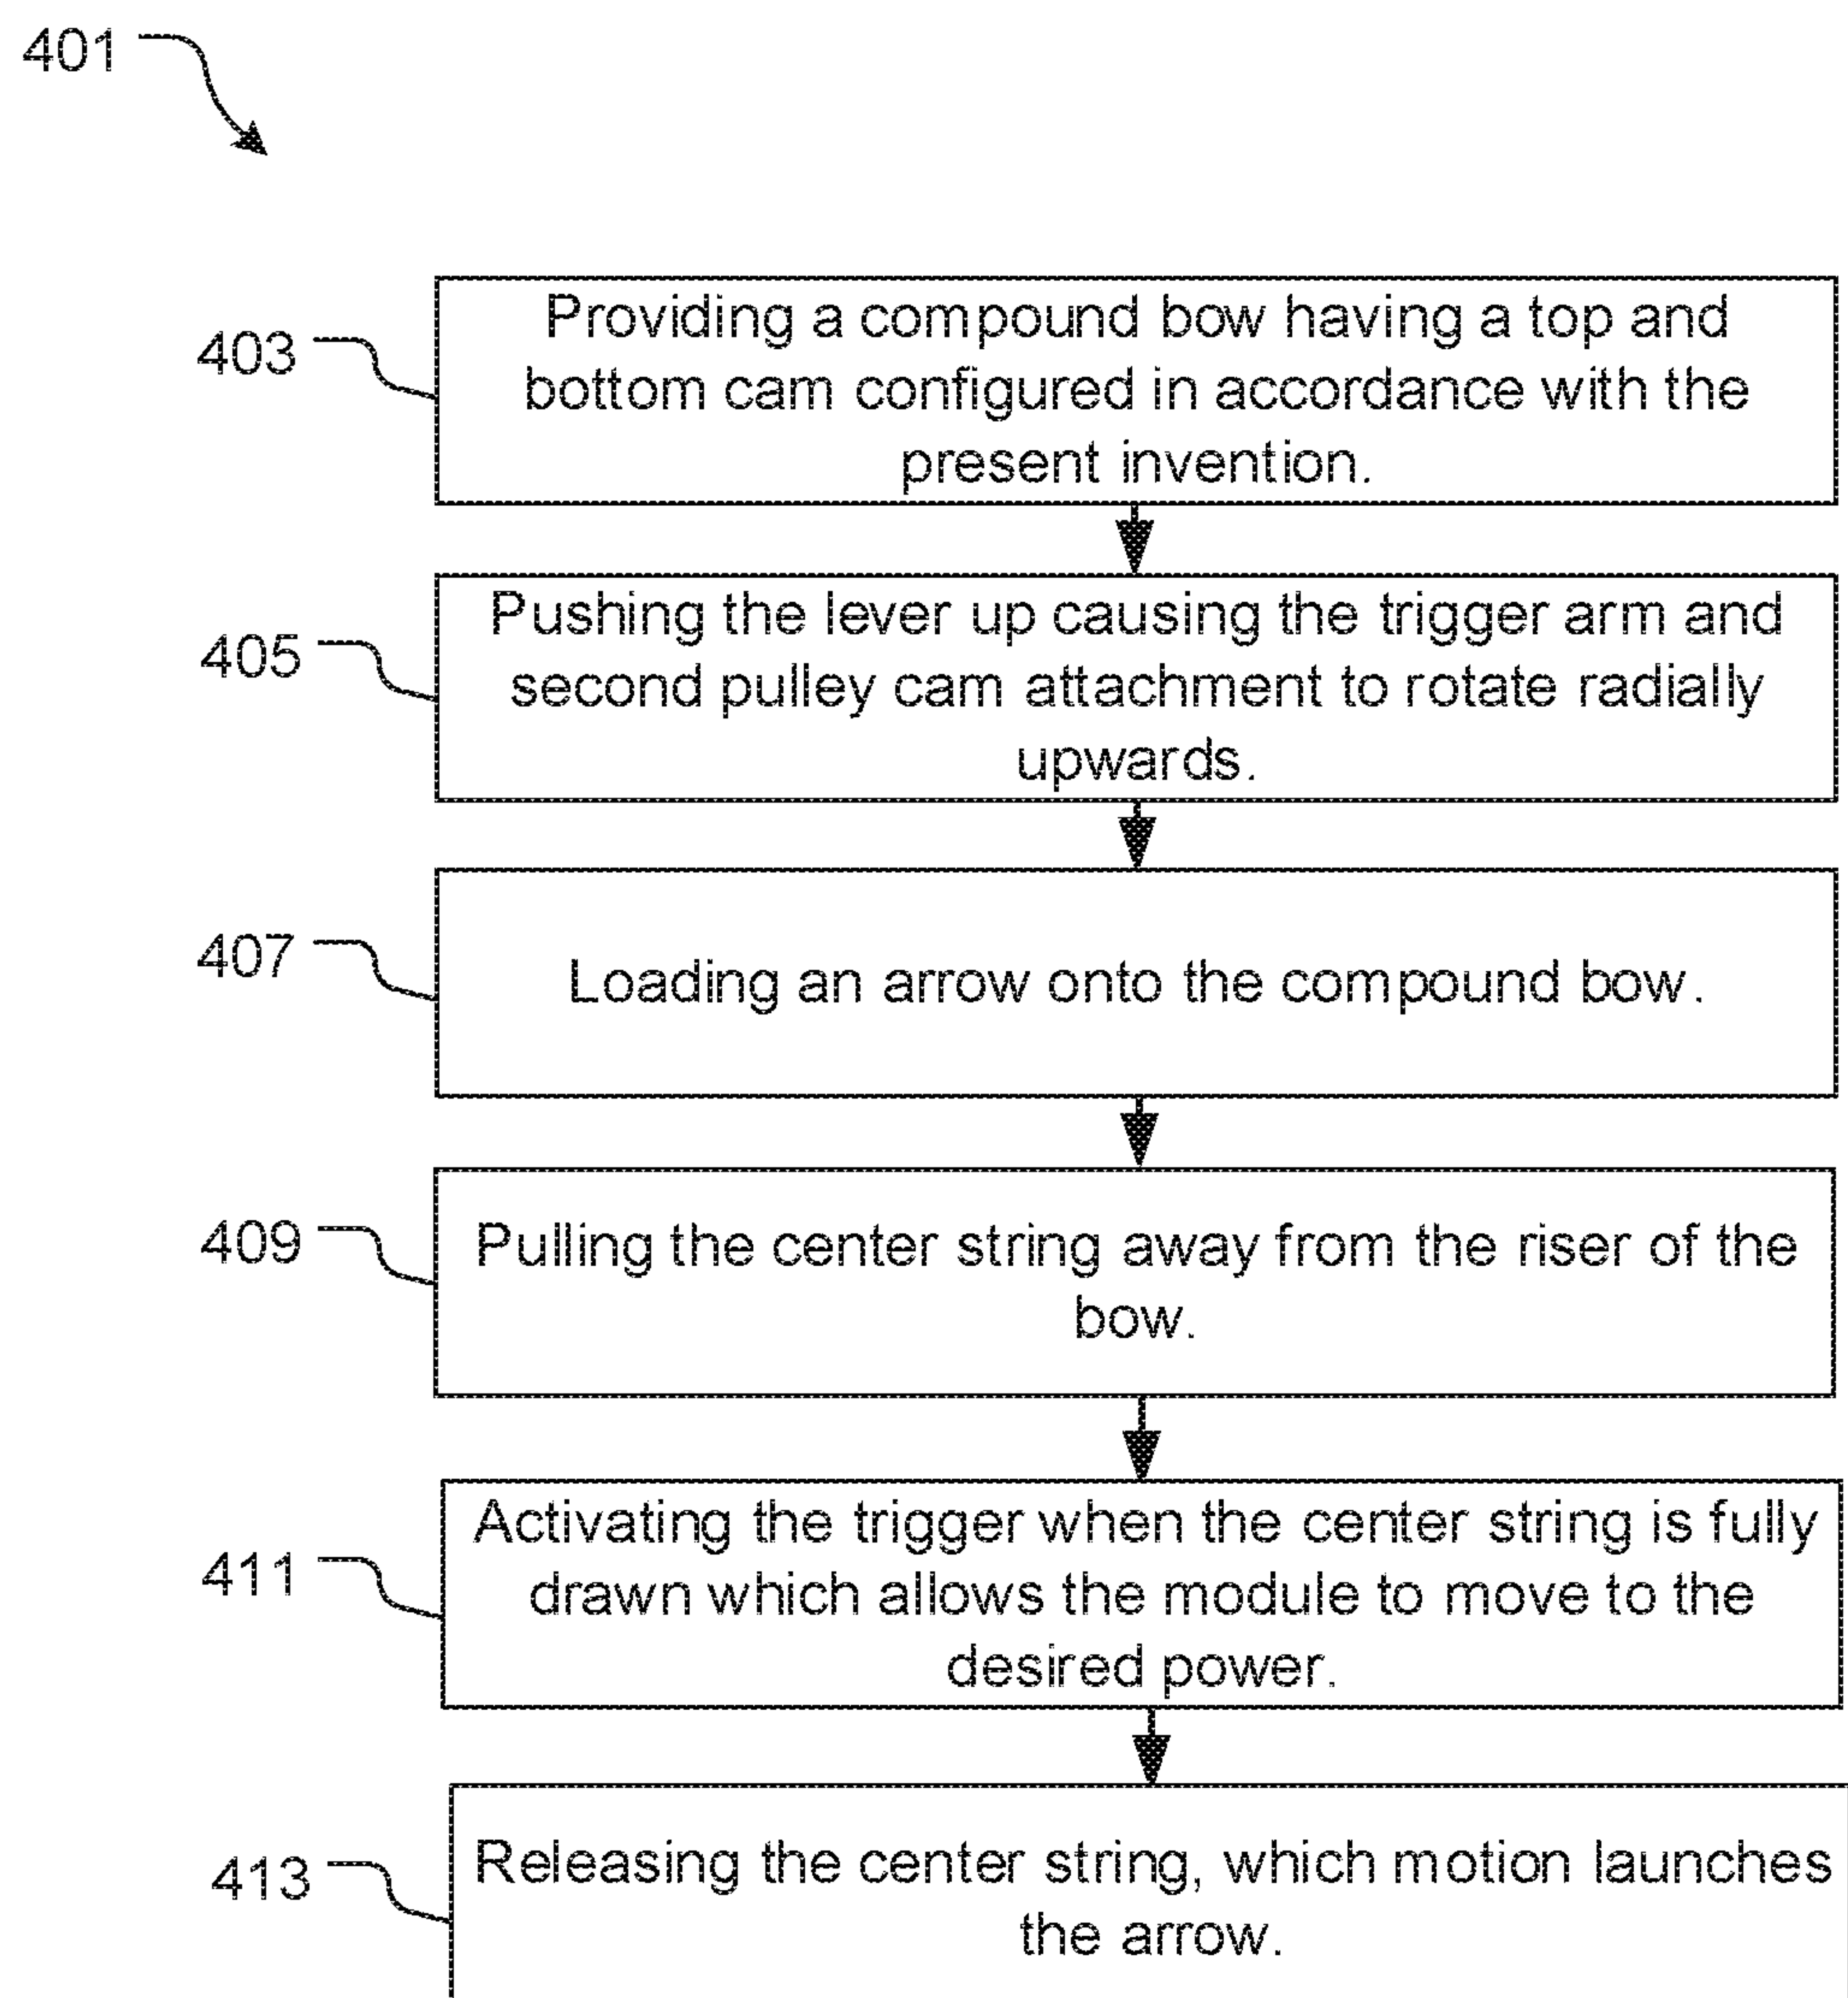 401
403
Providing a compound bow having a top and
bottom cam configured in accordance with the
present invention.
405
Pushing the lever up causing the trigger arm and
second pulley cam attachment to rotate radially
upwards.
407
Loading an arrow onto the compound bow.
409
Pulling the center string away from the riser of the
bow.
411
Activating the trigger when the center string is fully
drawn which allows the module to move to the
desired power.
413
Releasing the center string, which motion launches
the arrow.